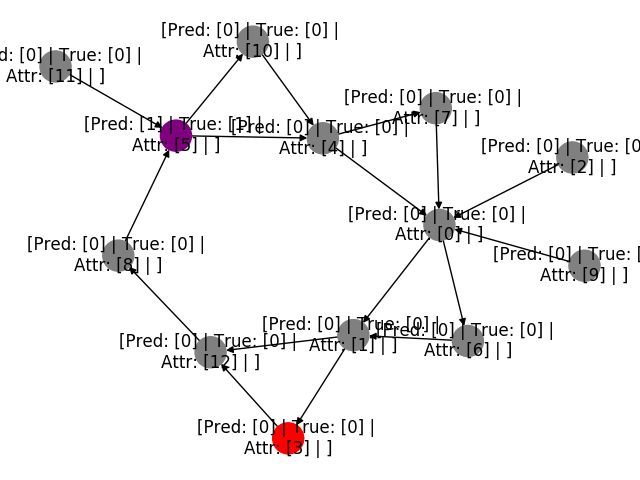 [Pred: [0] | True: [0] |
Attr: [10] | ]
d: [0] | True: [0] |
Attr: [11] | ]
[Pred: [0] | True: [0] |
Attr: [7] | ]
[Pred: [1] | True: [1] |
Attr: [5] | ]
[Pred: [0] | True: [0] |
Attr: [4] | ]
[Pred: [0] | True: [0
Attr: [2] | ]
[Pred: [0] | True: [0] |
Attr: [0] | ]
[Pred: [0] | True: [0] |
Attr: [8] | ]
[Pred: [0] | True: [
Attr: [9] | ]
[Pred: [0] | True: [0] |
Attr: [1] | ]
[Pred: [0] | True: [0] |
Attr: [6] | ]
[Pred: [0] | True: [0] |
Attr: [12] | ]
[Pred: [0] | True: [0] |
Attr: [3] | ]